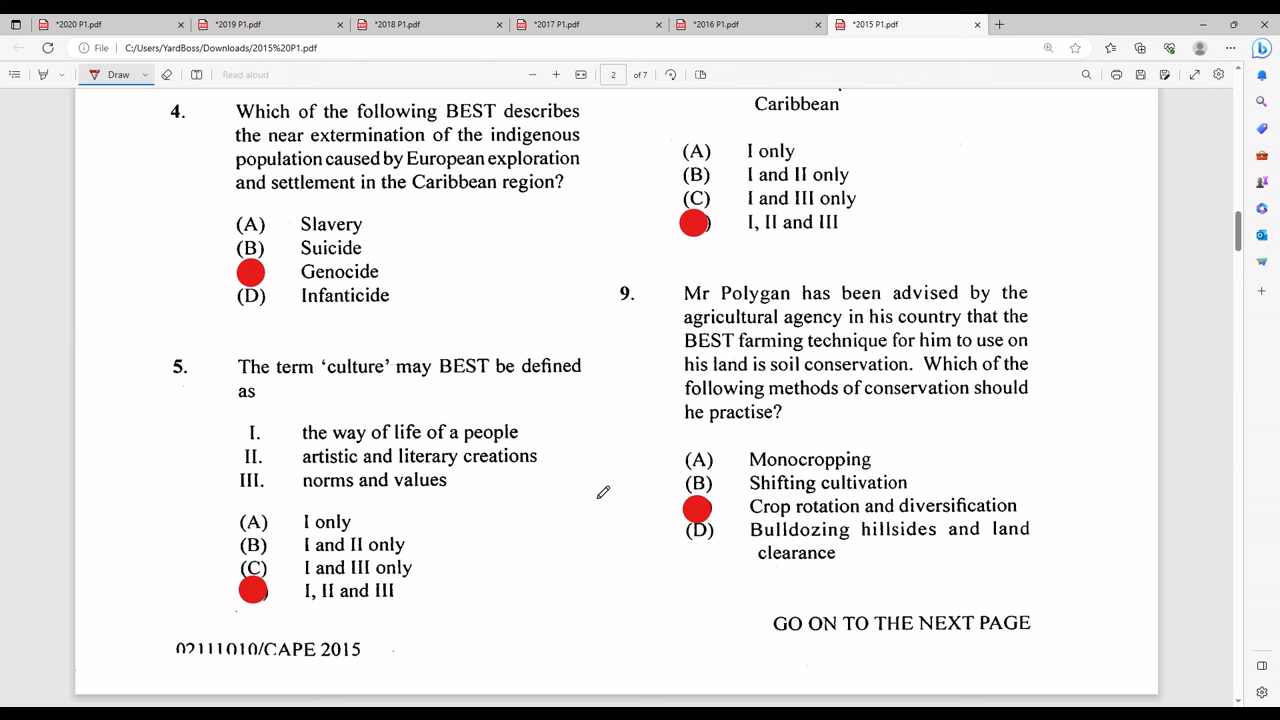 *2020 P1.pdf
*2019 P1.pdf
*2018 P1.pdf
*2017 P1.pdf
*2016 P1.pdf
*2015 P1.pdf
File
C:/Users/YardBoss/Downloads/2015%20P1.pdf
Draw
Read aloud
2
of 7
4. Which of the following BEST describes
the near extermination of the indigenous
population caused by European exploration
and settlement in the Caribbean region?
(A) Slavery
(B) Suicide
Genocide
(D) Infanticide
5. The term ‘culture’ may BEST be defined
as
I. the way of life of a people
II. artistic and literary creations
III. norms and values
(A) I only
(B) I and II only
(C) I and III only
I, II and III
02111010/CAPE 2015
Caribbean
(A) I only
(B) I and II only
(C) I and III only
I, II and III
9. Mr Polygan has been advised by the
agricultural agency in his country that the
BEST farming technique for him to use on
his land is soil conservation. Which of the
following methods of conservation should
he practise?
(A) Monocropping
(B) Shifting cultivation
Crop rotation and diversification
(D) Bulldozing hillsides and land
clearance
GO ON TO THE NEXT PAGE